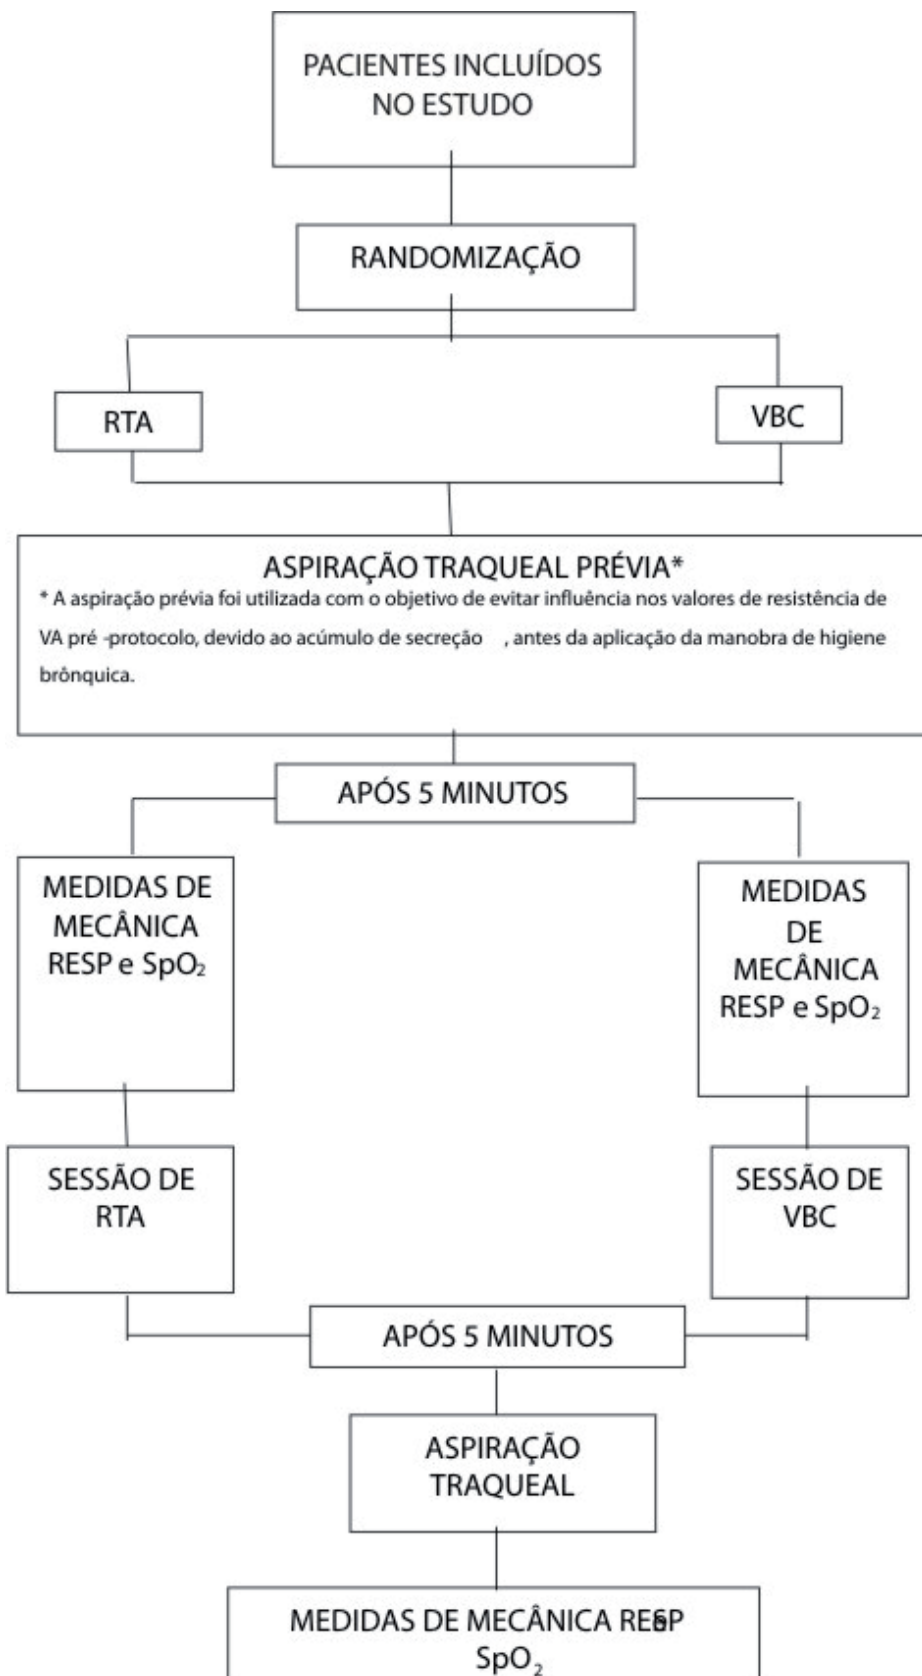 PACIENTES INCLUÍDOS
NO ESTUDO
RANDOMIZAÇÃO
RTA
VBC
ASPIRAÇÃO TRAQUEAL PRÉVIA*
* A aspiração prévia foi utilizada com o objetivo de evitar influência nos valores de resistência de
VA pré -protocolo, devido ao acúmulo de secreção , antes da aplicação da manobra de higiene
brônquica.
APÓS 5 MINUTOS
MEDIDAS DE
MECÂNICA
RESP e SpO₂
MEDIDAS
DE
MECÂNICA
RESP e SpO₂
SESSÃO DE
RTA
SESSÃO DE
VBC
APÓS 5 MINUTOS
ASPIRAÇÃO
TRAQUEAL
MEDIDAS DE MECÂNICA RESP
SpO₂